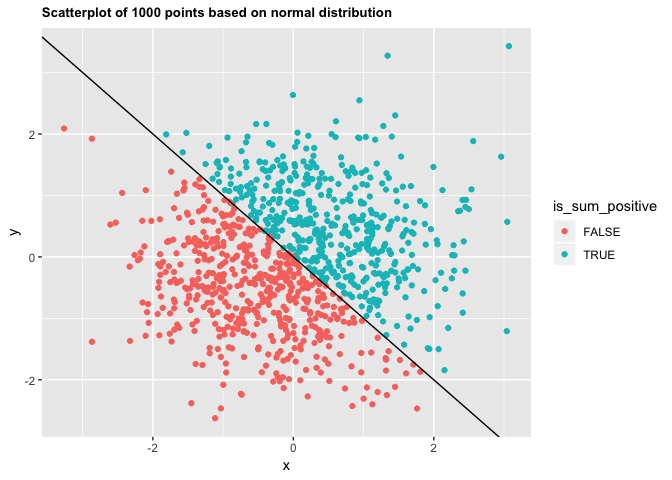 Scatterplot of 1000 points based on normal distribution
2
0
-2
y
-2
0
2
x
is_sum_positive
FALSE
TRUE